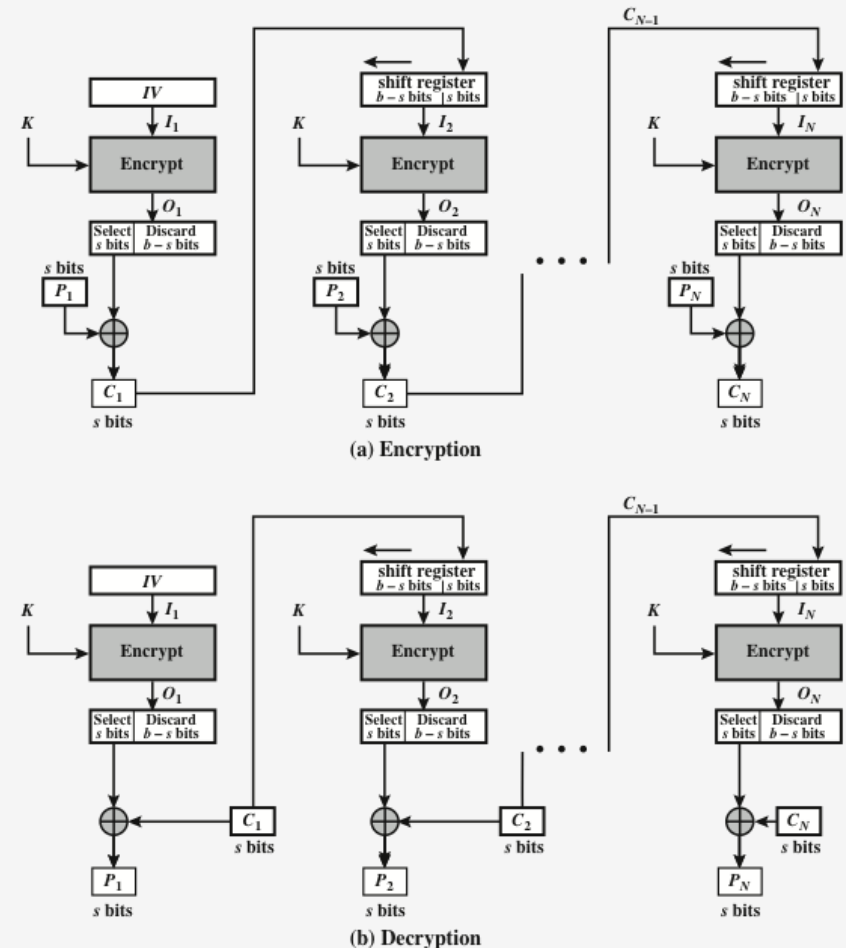 C_{N-1}
IV
shift register
b – s bits | s bits
shift register
b – s bits | s bits
K
I_1
K
I_2
K
I_N
Encrypt
Encrypt
Encrypt
O_1
O_2
O_N
Select Discard
s bits b – s bits
Select Discard
s bits b – s bits
Select Discard
s bits b – s bits
s bits
s bits
s bits
P_1
P_2
P_N
C_1
C_2
C_N
s bits
s bits
s bits
(a) Encryption
C_{N-1}
IV
shift register
b – s bits | s bits
shift register
b – s bits | s bits
K
I_1
K
I_2
K
I_N
Encrypt
Encrypt
Encrypt
O_1
O_2
O_N
Select Discard
s bits b – s bits
Select Discard
s bits b – s bits
Select Discard
s bits b – s bits
C_1
C_2
C_N
s bits
s bits
s bits
P_1
P_2
P_N
s bits
s bits
s bits
(b) Decryption